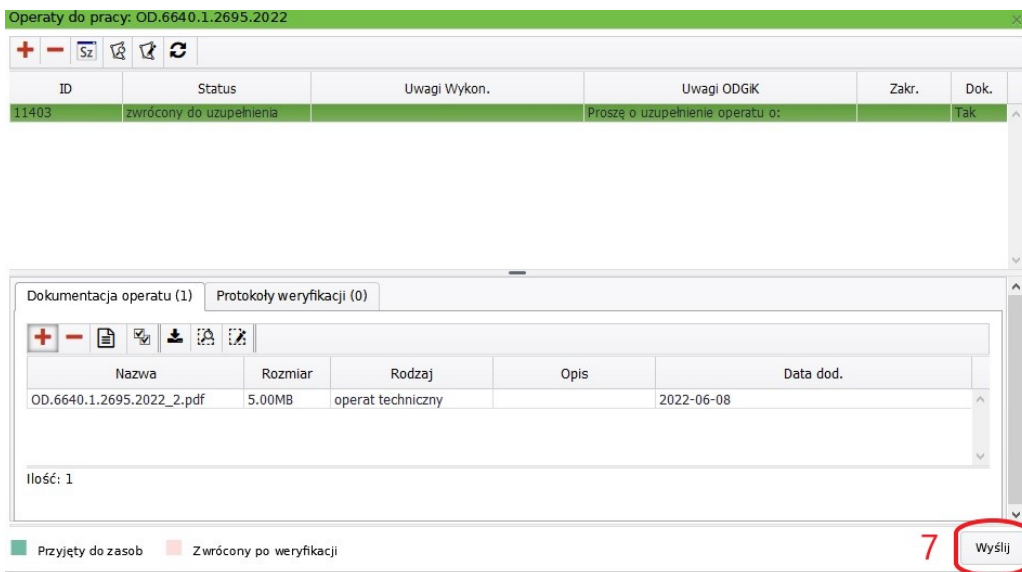 Operaty do pracy: OD.6640.1.2695.2022
Sz
ID Status Uwagi Wykon. Uwagi ODGiK Zakr. Dok.
11403 zwrócony do uzupełnienia Proszę o uzupełnienie operatu o: Tak
Dokumentacja operatu (1) Protokoły weryfikacji (0)
Nazwa Rozmiar Rodzaj Opis Data dod.
OD.6640.1.2695.2022_2.pdf 5.00MB operat techniczny 2022-06-08
Ilość: 1
Przyjęty do zasob Zwrócony po weryfikacji 7 Wyślij